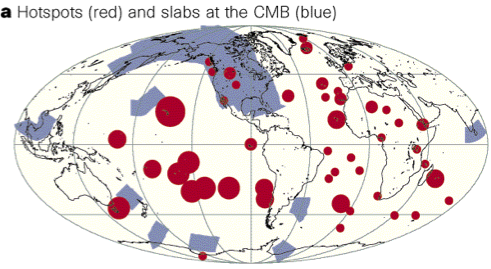 a Hotspots (red) and slabs at the CMB (blue)